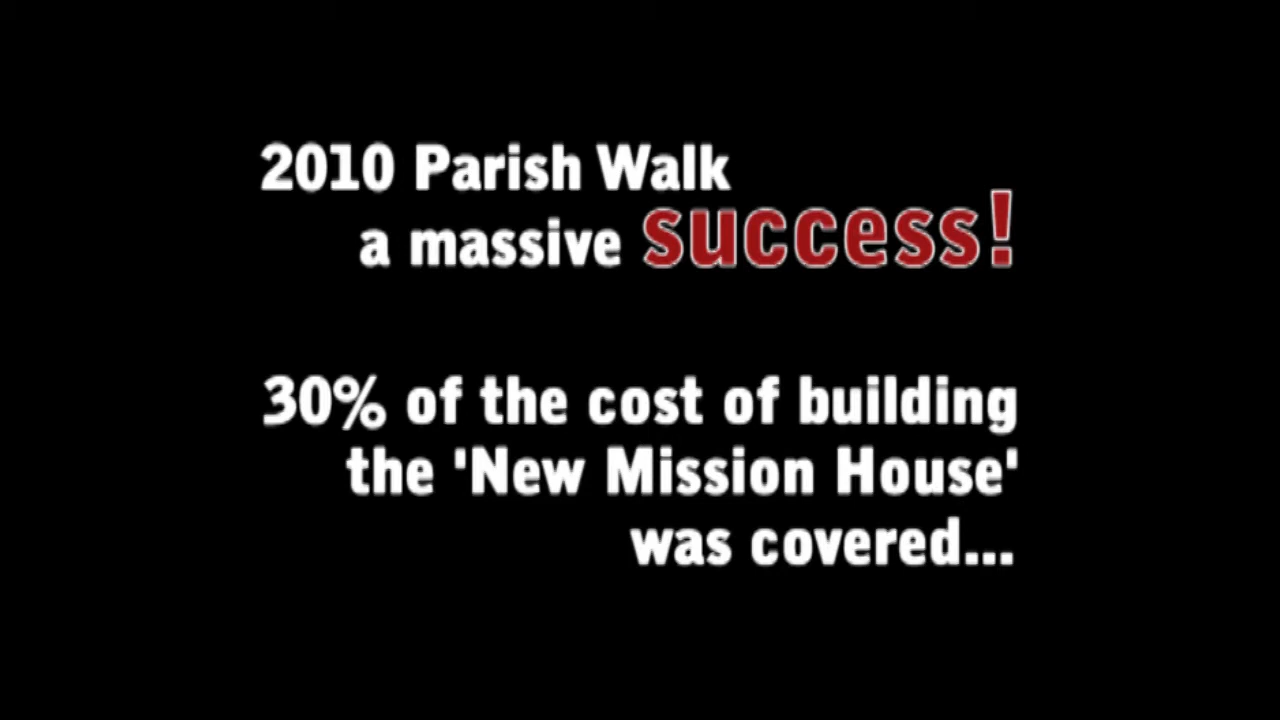 2010 Parish Walk
a massive success!
30% of the cost of building
the 'New Mission House'
was covered...